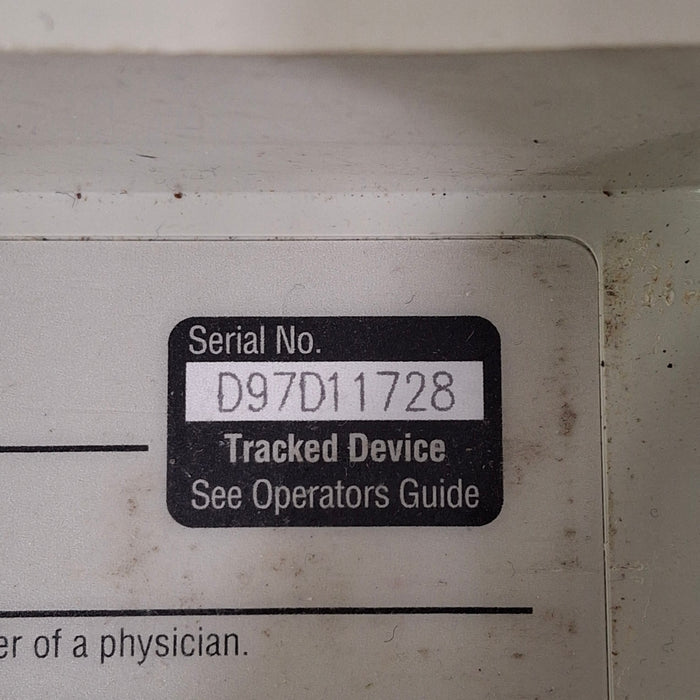 Serial No.
D97D11728
Tracked Device
See Operators Guide
er of a physician.